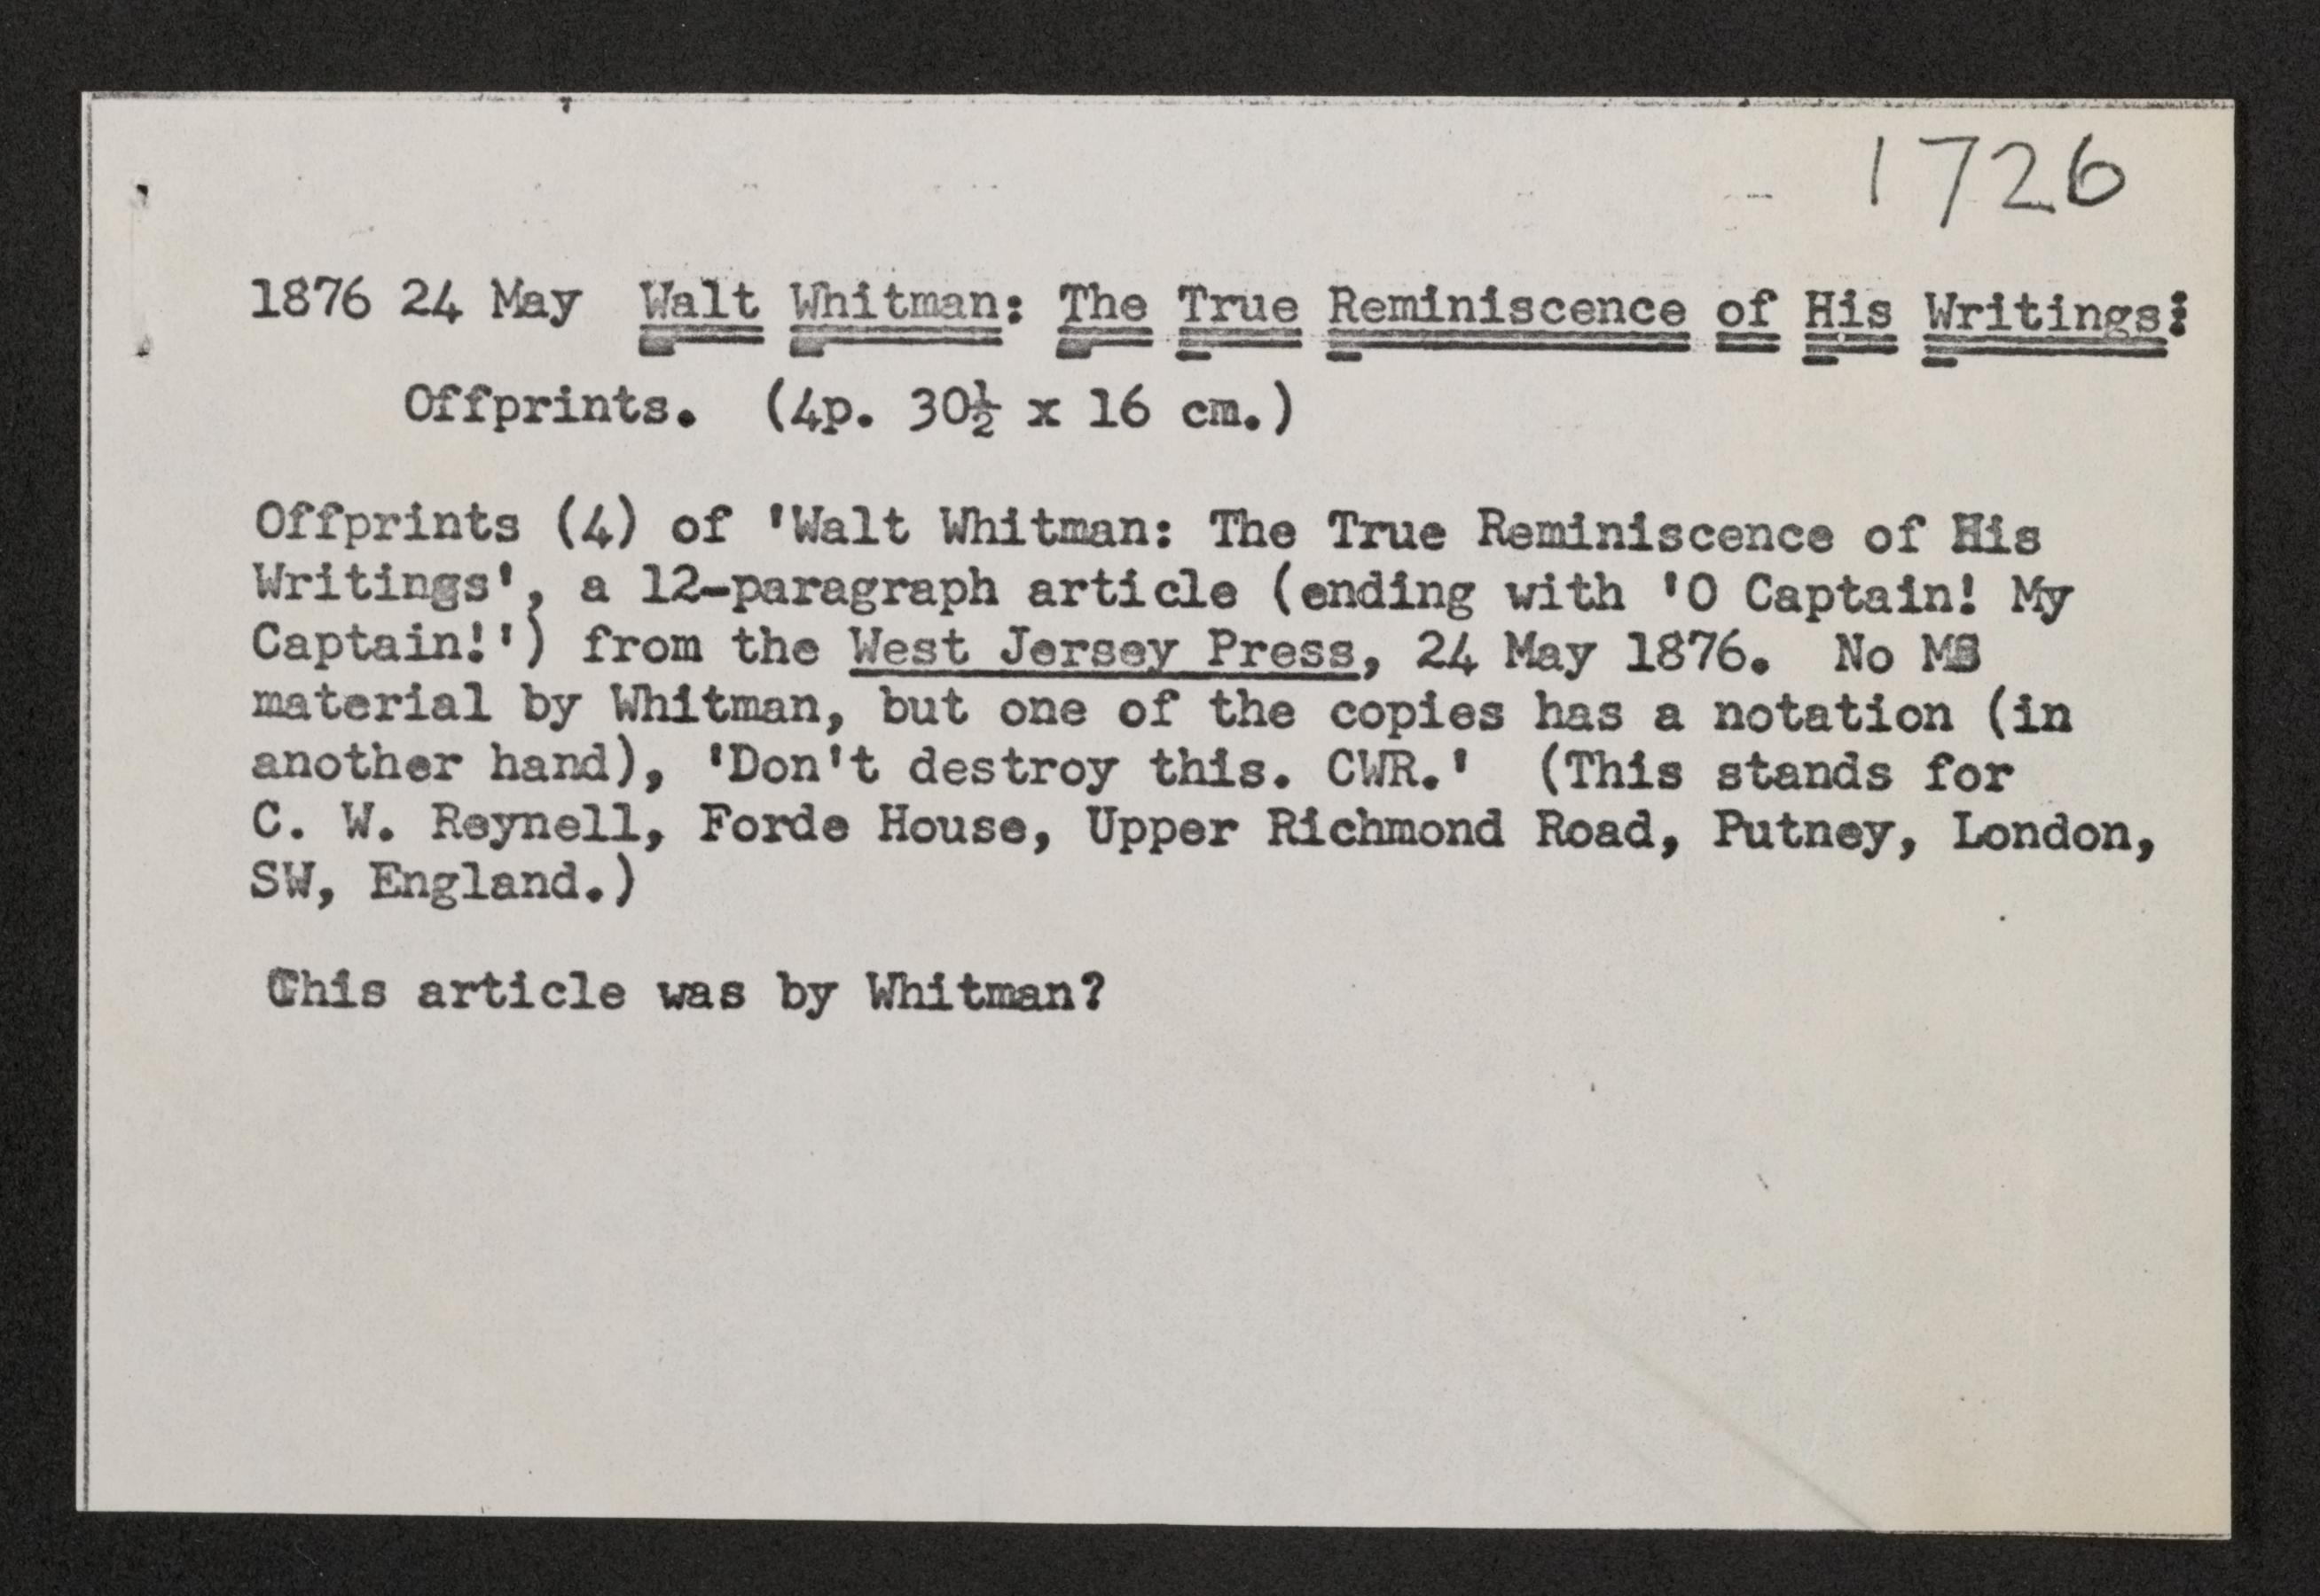 1726
1876 24 May Walt Whitman: The True Reminiscence of His Writings:
Offprints. (4p. 30½ x 16 cm.)
Offprints (4) of 'Walt Whitman: The True Reminiscence of His
Writings', a 12-paragraph article (ending with 'O Captain! My
Captain!') from the West Jersey Press, 24 May 1876. No MS
material by Whitman, but one of the copies has a notation (in
another hand), 'Don't destroy this. CWR.' (This stands for
C. W. Reynell, Forde House, Upper Richmond Road, Putney, London,
SW, England.)
This article was by Whitman?